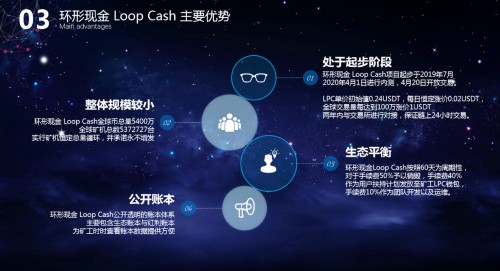 03
环形现金 Loop Cash 主要优势
Main advantages
01
处于起步阶段
环形现金 Loop Cash项目起步于2019年7月
2020年4月1日进行内测，4月20日开放交易。
LPC单价初始值0.24USDT，每日恒定涨价0.02USDT，
全球交易量每达到100万涨价1USDT
两年内与交易所进行对接，保证链上24小时交易。
整体规模较小
环形现金 Loop Cash全球币总量5400万
全球矿机总数5372727台
实行矿机恒定总量循环，并承诺永不增发
02
03
生态平衡
环形现金Loop Cash按照60天为周期性，
对于手续费50%予以销毁，手续费40%
作为用户扶持计划发放至矿工LPC钱包，
手续费10%作为团队开发以及运维。
公开账本
环形现金 Loop Cash公开透明的账本体系
主要包含生态账本与红利账本
为矿工时时查看账本数据提供方便
04